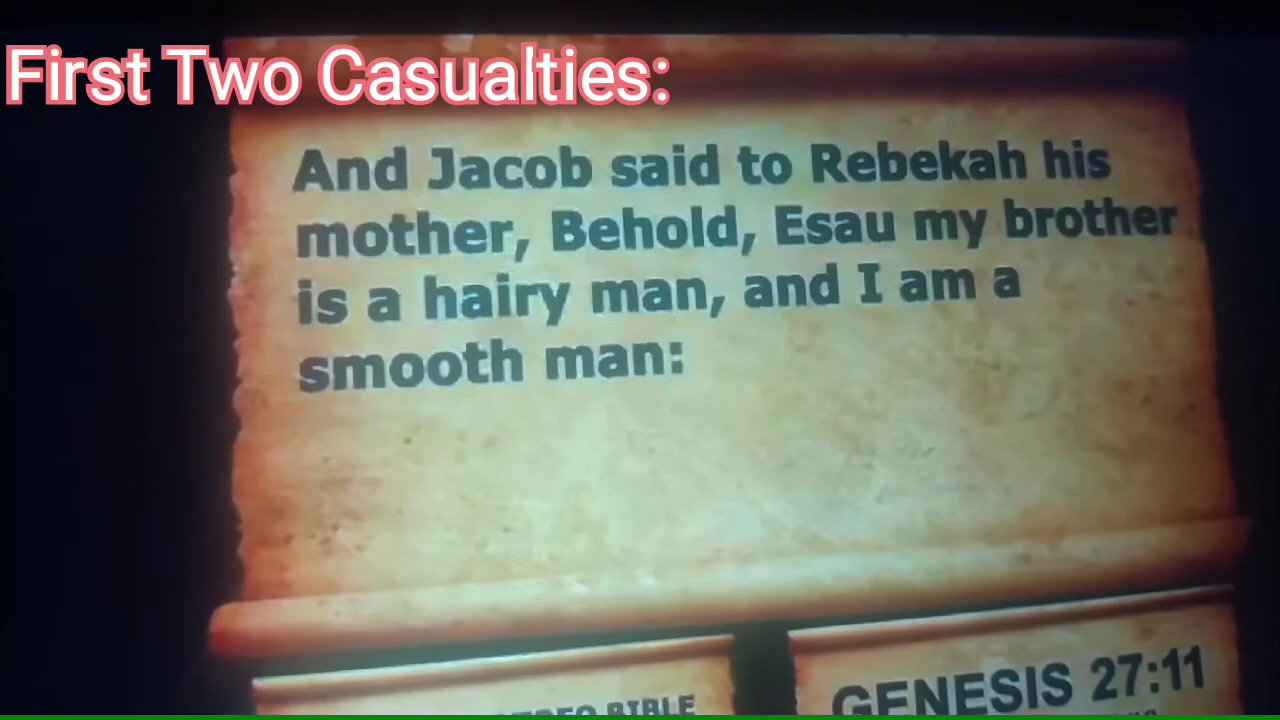 First Two Casualties:
And Jacob said to Rebekah his
mother, Behold, Esau my brother
is a hairy man, and I am a
smooth man:
BIBLE
GENESIS 27:11